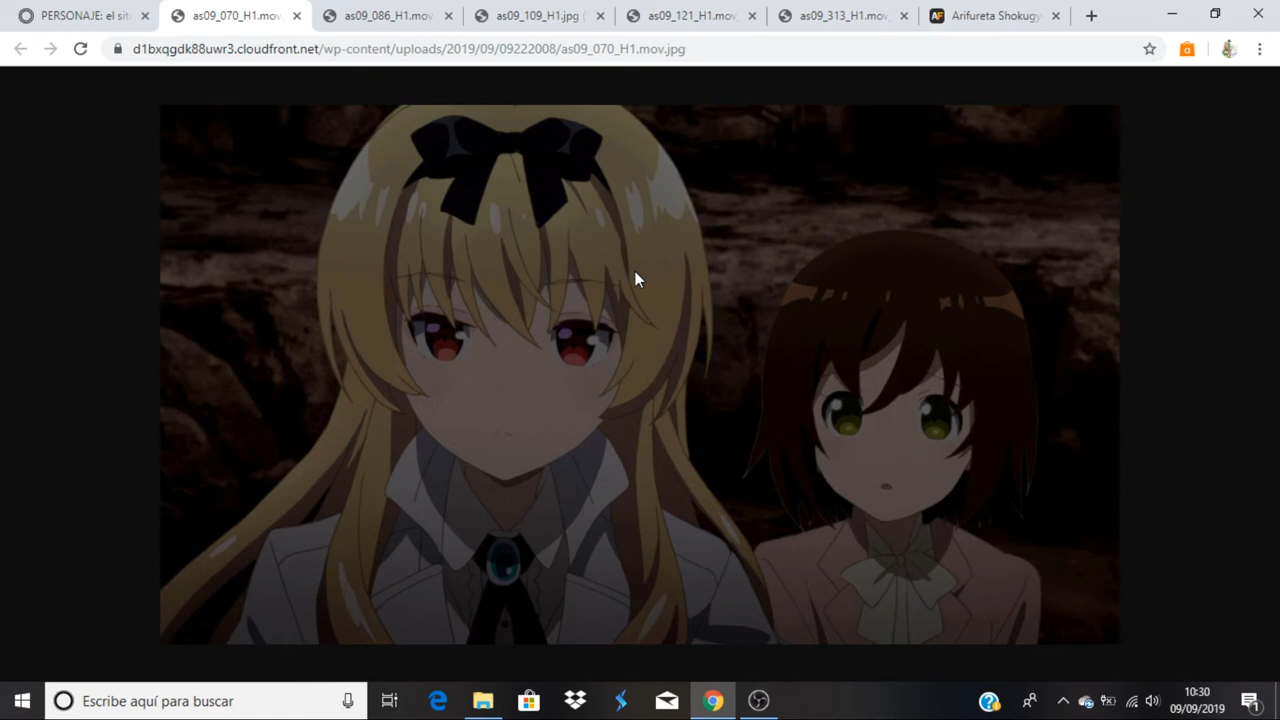 PERSONAJE: el sit
as09_070_H1.mov.
as09_086_H1.mov.
as09_109_H1.jpg (
as09_121_H1.mov.
as09_313_H1.mov.
Arifureta Shokugy
d1bxqgdk88uwr3.cloudfront.net/wp-content/uploads/2019/09/09222008/as09_070_H1.mov.jpg
Escribe aquí para buscar
10:30
09/09/2019
1